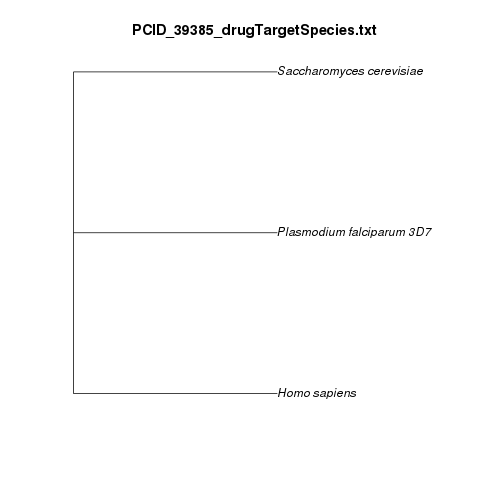 PCID_39385_drugTargetSpecies.txt
Saccharomyces cerevisiae
Plasmodium falciparum 3D7
Homo sapiens